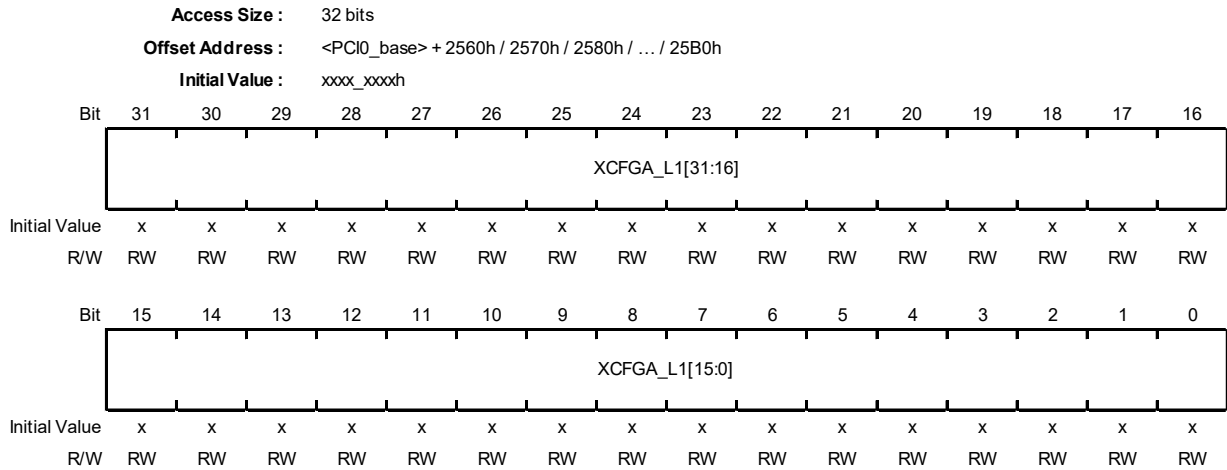 Access Size : 32 bits
Offset Address : <PCI0_base> + 2560h / 2570h / 2580h / … / 25B0h
Initial Value : xxxx_xxxxh
Bit 31 30 29 28 27 26 25 24 23 22 21 20 19 18 17 16
XCFGA_L1[31:16]
Initial Value x x x x x x x x x x x x x x x x
R/W RW RW RW RW RW RW RW RW RW RW RW RW RW RW RW RW
Bit 15 14 13 12 11 10 9 8 7 6 5 4 3 2 1 0
XCFGA_L1[15:0]
Initial Value x x x x x x x x x x x x x x x x
R/W RW RW RW RW RW RW RW RW RW RW RW RW RW RW RW RW